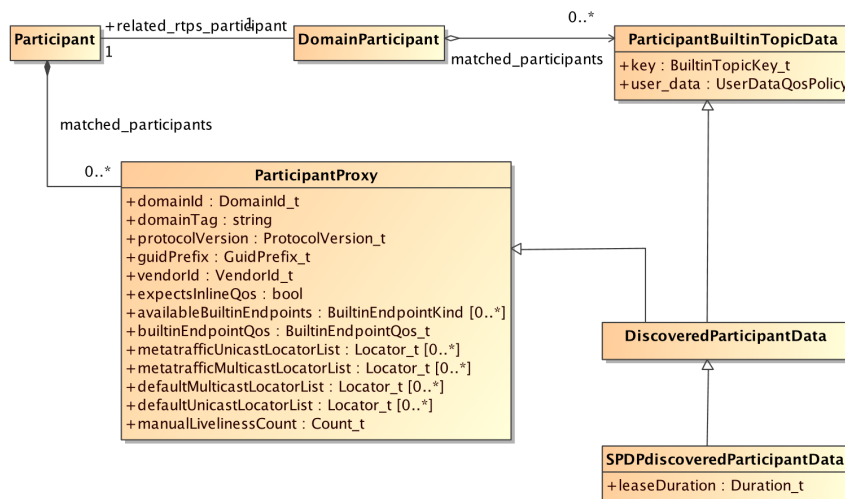 +related_rtps_participant
1
0..*
Participant
DomainParticipant
ParticipantBuiltinTopicData
1
matched_participants
+key : BuiltinTopicKey_t
+user_data : UserDataQosPolicy
matched_participants
0..*
ParticipantProxy
+domainId : DomainId_t
+domainTag : string
+protocolVersion : ProtocolVersion_t
+guidPrefix : GuidPrefix_t
+vendorId : VendorId_t
+expectsInlineQos : bool
+availableBuiltinEndpoints : BuiltinEndpointKind [0..*]
+builtinEndpointQos : BuiltinEndpointQos_t
+metatrafficUnicastLocatorList : Locator_t [0..*]
+metatrafficMulticastLocatorList : Locator_t [0..*]
+defaultMulticastLocatorList : Locator_t [0..*]
+defaultUnicastLocatorList : Locator_t [0..*]
+manualLivelinessCount : Count_t
DiscoveredParticipantData
SPDPdiscoveredParticipantData
+leaseDuration : Duration_t